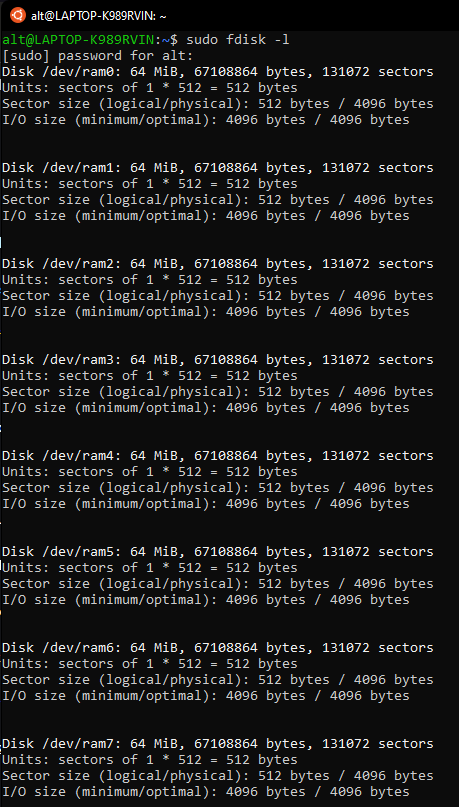 alt@LAPTOP-K989RVIN: ~
alt@LAPTOP-K989RVIN:~$ sudo fdisk -l
[sudo] password for alt:
Disk /dev/ram0: 64 MiB, 67108864 bytes, 131072 sectors
Units: sectors of 1 * 512 = 512 bytes
Sector size (logical/physical): 512 bytes / 4096 bytes
I/O size (minimum/optimal): 4096 bytes / 4096 bytes
Disk /dev/ram1: 64 MiB, 67108864 bytes, 131072 sectors
Units: sectors of 1 * 512 = 512 bytes
Sector size (logical/physical): 512 bytes / 4096 bytes
I/O size (minimum/optimal): 4096 bytes / 4096 bytes
Disk /dev/ram2: 64 MiB, 67108864 bytes, 131072 sectors
Units: sectors of 1 * 512 = 512 bytes
Sector size (logical/physical): 512 bytes / 4096 bytes
I/O size (minimum/optimal): 4096 bytes / 4096 bytes
Disk /dev/ram3: 64 MiB, 67108864 bytes, 131072 sectors
Units: sectors of 1 * 512 = 512 bytes
Sector size (logical/physical): 512 bytes / 4096 bytes
I/O size (minimum/optimal): 4096 bytes / 4096 bytes
Disk /dev/ram4: 64 MiB, 67108864 bytes, 131072 sectors
Units: sectors of 1 * 512 = 512 bytes
Sector size (logical/physical): 512 bytes / 4096 bytes
I/O size (minimum/optimal): 4096 bytes / 4096 bytes
Disk /dev/ram5: 64 MiB, 67108864 bytes, 131072 sectors
Units: sectors of 1 * 512 = 512 bytes
Sector size (logical/physical): 512 bytes / 4096 bytes
I/O size (minimum/optimal): 4096 bytes / 4096 bytes
Disk /dev/ram6: 64 MiB, 67108864 bytes, 131072 sectors
Units: sectors of 1 * 512 = 512 bytes
Sector size (logical/physical): 512 bytes / 4096 bytes
I/O size (minimum/optimal): 4096 bytes / 4096 bytes
Disk /dev/ram7: 64 MiB, 67108864 bytes, 131072 sectors
Units: sectors of 1 * 512 = 512 bytes
Sector size (logical/physical): 512 bytes / 4096 bytes
I/O size (minimum/optimal): 4096 bytes / 4096 bytes